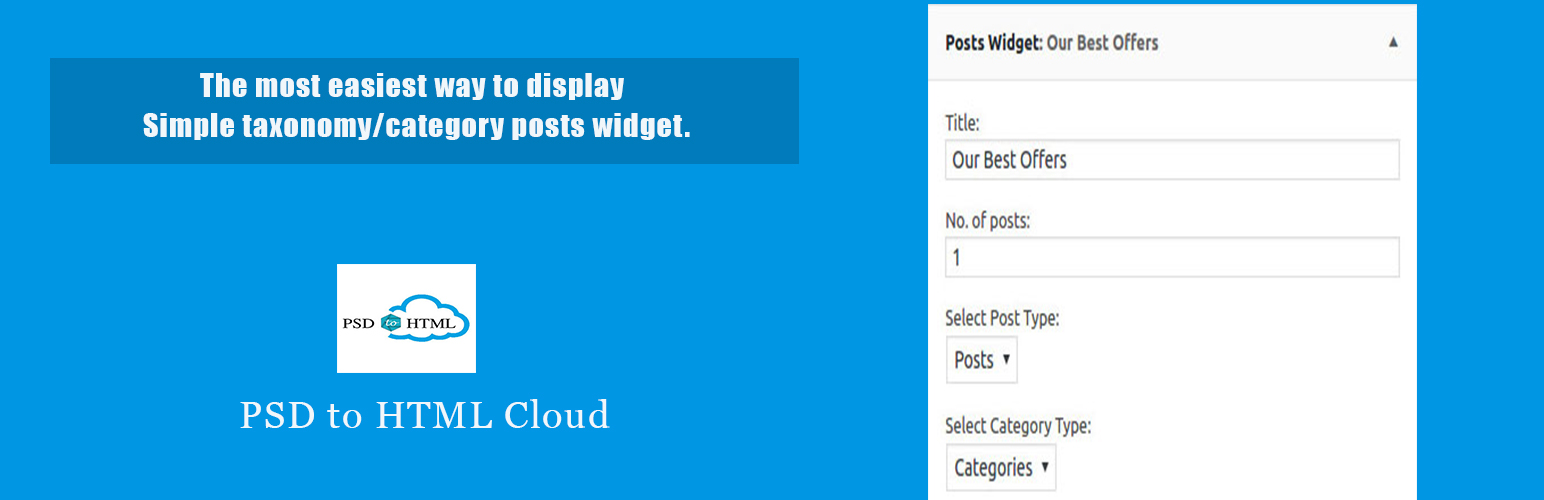 The most easiest way to display
Simple taxonomy/category posts widget.
PSD to HTML
PSD to HTML Cloud
Posts Widget: Our Best Offers
Title:
Our Best Offers
No. of posts:
1
Select Post Type:
Posts
Select Category Type:
Categories